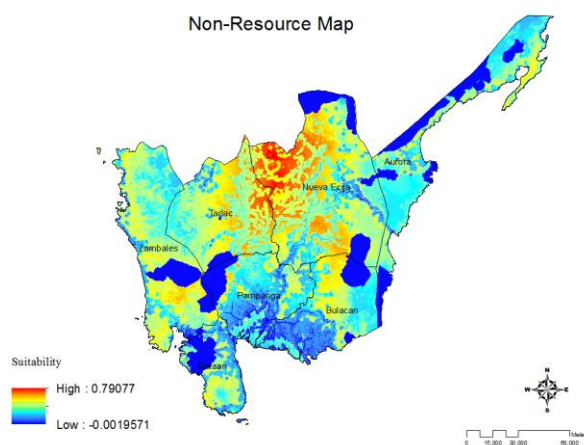 Non-Resource Map
Aurora
Nueva Ecija
Tarlac
Zambales
Pampanga
Bulacan
Bataan
Suitability
High : 0.79077
Low : -0.0019571
N
W E
S
0 15,000 30,000 60,000